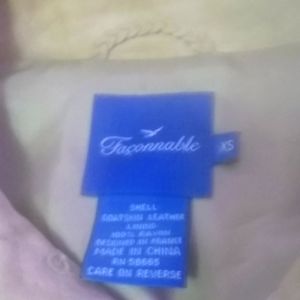 Façonnable
XS
SHELL
GOATSKIN LEATHER
LINING
100% RAYON
DESIGNED IN FRANCE
MADE IN CHINA
RN 58665
CARE ON REVERSE